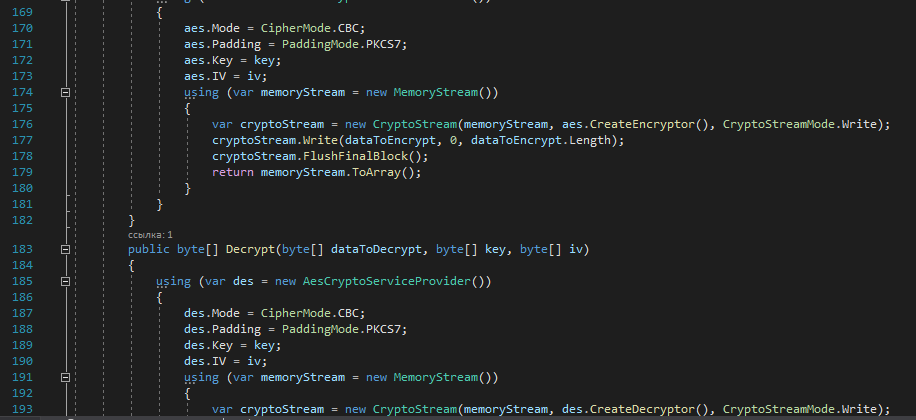 169 {
170 aes.Mode = CipherMode.CBC;
171 aes.Padding = PaddingMode.PKCS7;
172 aes.Key = key;
173 aes.IV = iv;
174 using (var memoryStream = new MemoryStream())
175 {
176 var cryptoStream = new CryptoStream(memoryStream, aes.CreateEncryptor(), CryptoStreamMode.Write);
177 cryptoStream.Write(dataToEncrypt, 0, dataToEncrypt.Length);
178 cryptoStream.FlushFinalBlock();
179 return memoryStream.ToArray();
180 }
181 }
182 }
ссылка: 1
183 public byte[] Decrypt(byte[] dataToDecrypt, byte[] key, byte[] iv)
184 {
185 using (var des = new AesCryptoServiceProvider())
186 {
187 des.Mode = CipherMode.CBC;
188 des.Padding = PaddingMode.PKCS7;
189 des.Key = key;
190 des.IV = iv;
191 using (var memoryStream = new MemoryStream())
192 {
193 var cryptoStream = new CryptoStream(memoryStream, des.CreateDecryptor(), CryptoStreamMode.Write);